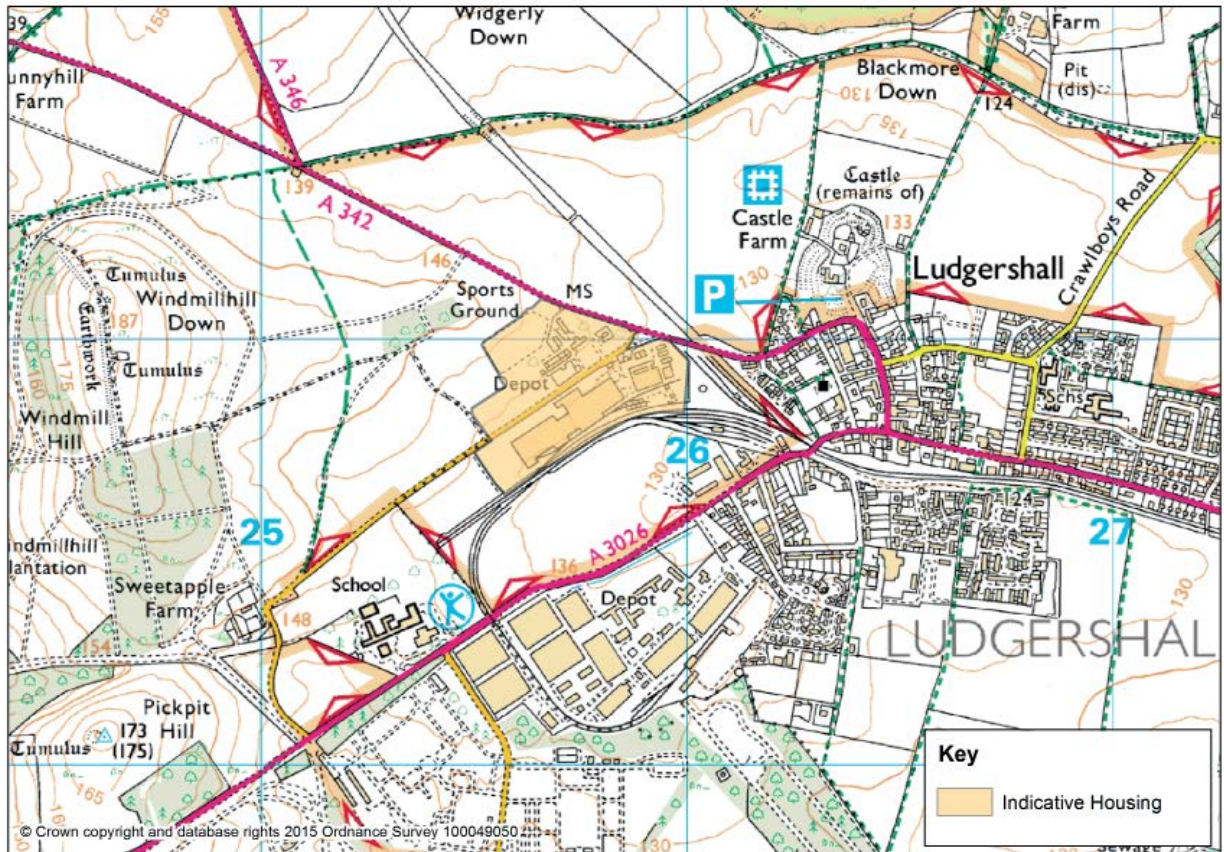 39
155
Widgerly
Down
Farm
A 346
unnyhill
Farm
Blackmore
Down
Pit
(dis)
130
124
135
139
A 342
Castle
(remains of)
Castle
Farm
133
Crawlboys Road
146
130
Ludgershall
Tumulus
Windmillhill
Down
Sports
Ground
MS
P
187
Earthwork
Tumulus
175
160
Depot
Schs
Windmill
Hill
26
130
124
25
27
A 3026
indmillhill
lantation
Sweetapple
Farm
School
136
Depot
130
148
154
LUDGERSHAL
Pickpit
Hill
173
(175)
Tumulus
165
Key
Indicative Housing
© Crown copyright and database rights 2015 Ordnance Survey 100049050
130
Sewage